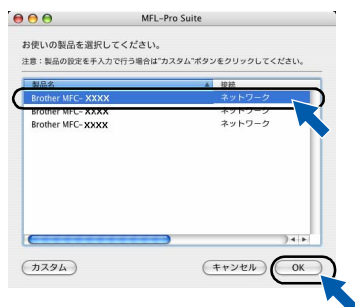 MFL-Pro Suite
お使いの製品を選択してください。
注意：製品の設定を手入力で行う場合は"カスタム"ボタンをクリックしてください。
製品名 接続
Brother MFC-XXXX ネットワーク
Brother MFC-XXXX ネットワーク
Brother MFC-XXXX ネットワーク
カスタム キャンセル OK